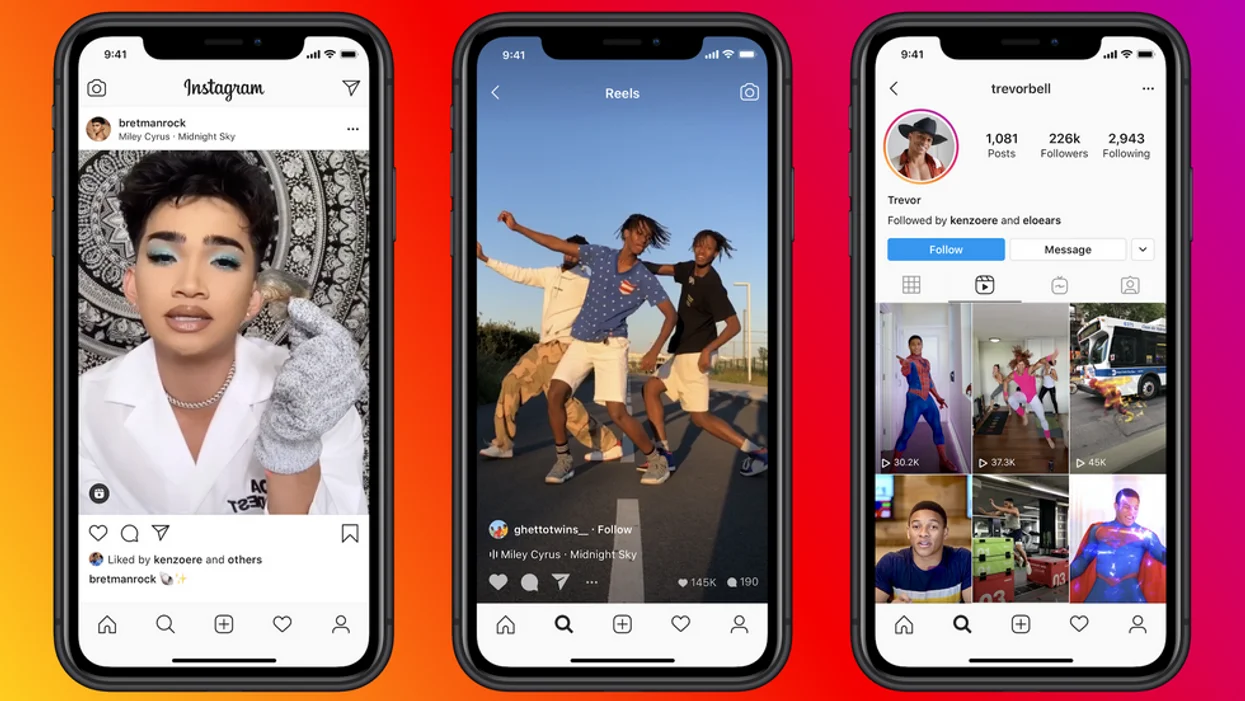 9:41
Instagram
bretmanrock
Miley Cyrus · Midnight Sky
Liked by kenzoere and others
bretmanrock
9:41
Reels
ghettotwins__ · Follow
Miley Cyrus · Midnight Sky
145K 190
9:41
trevorbell
1,081 226k 2,943
Posts Followers Following
Trevor
Followed by kenzoere and eloears
Follow Message
30.2K 37.3K 45K
03 03